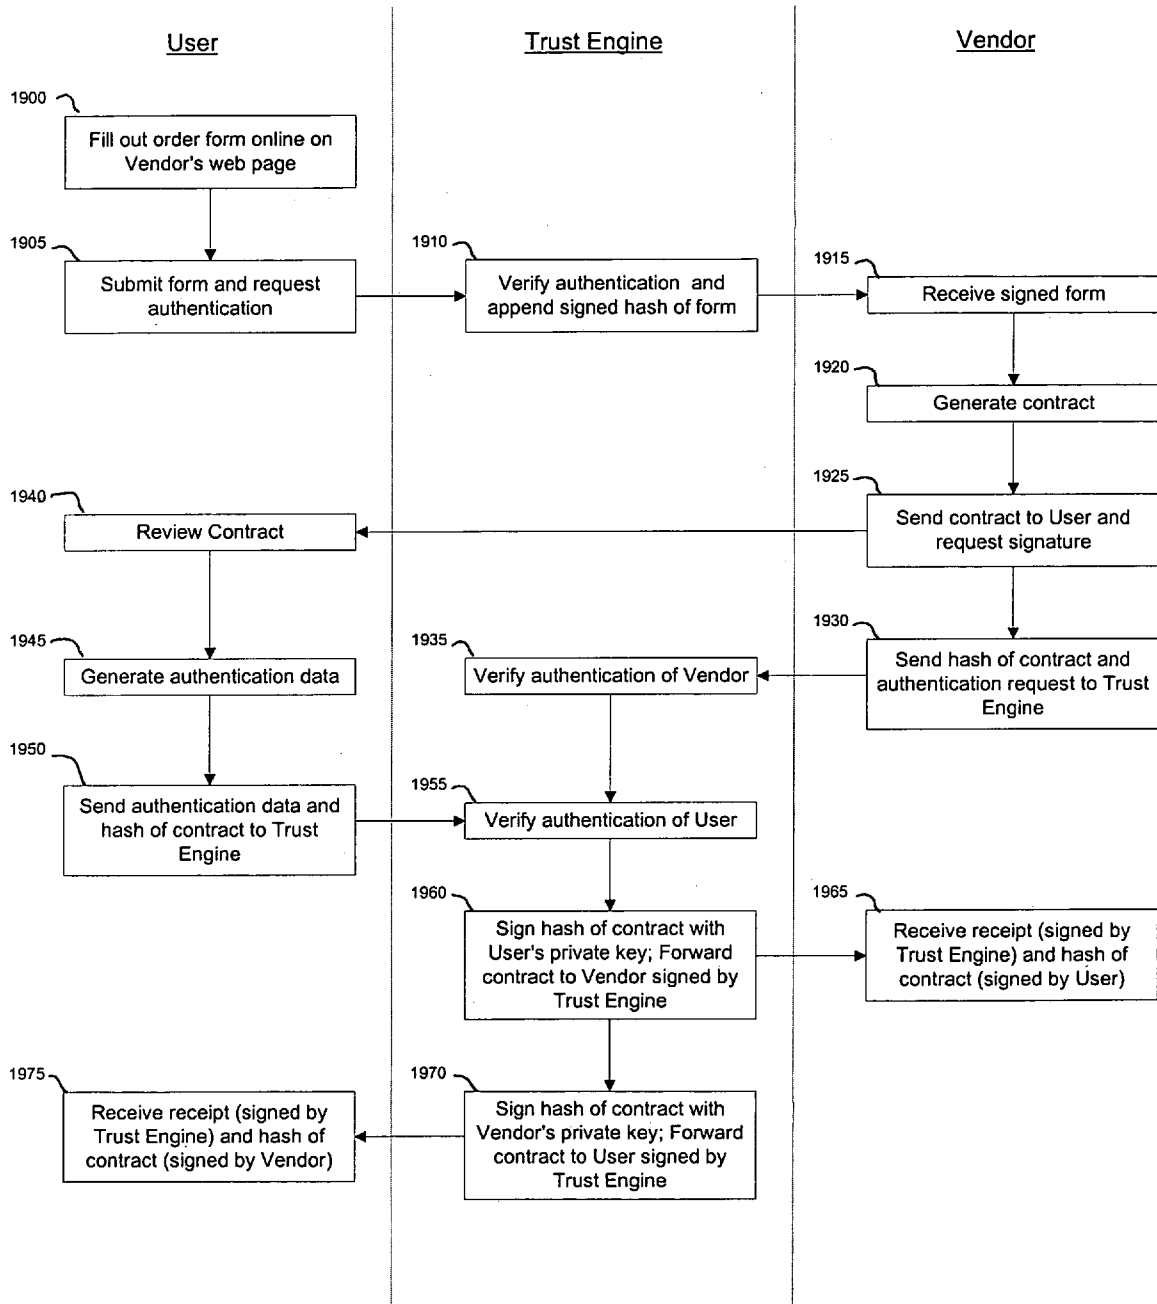 User
Trust Engine
Vendor
1900
Fill out order form online on
Vendor's web page
1905
Submit form and request
authentication
1910
Verify authentication and
append signed hash of form
1915
Receive signed form
1920
Generate contract
1925
Send contract to User and
request signature
1940
Review Contract
1930
Send hash of contract and
authentication request to Trust
Engine
1935
Verify authentication of Vendor
1945
Generate authentication data
1950
Send authentication data and
hash of contract to Trust
Engine
1955
Verify authentication of User
1960
Sign hash of contract with
User's private key; Forward
contract to Vendor signed by
Trust Engine
1965
Receive receipt (signed by
Trust Engine) and hash of
contract (signed by User)
1970
Sign hash of contract with
Vendor's private key; Forward
contract to User signed by
Trust Engine
1975
Receive receipt (signed by
Trust Engine) and hash of
contract (signed by Vendor)